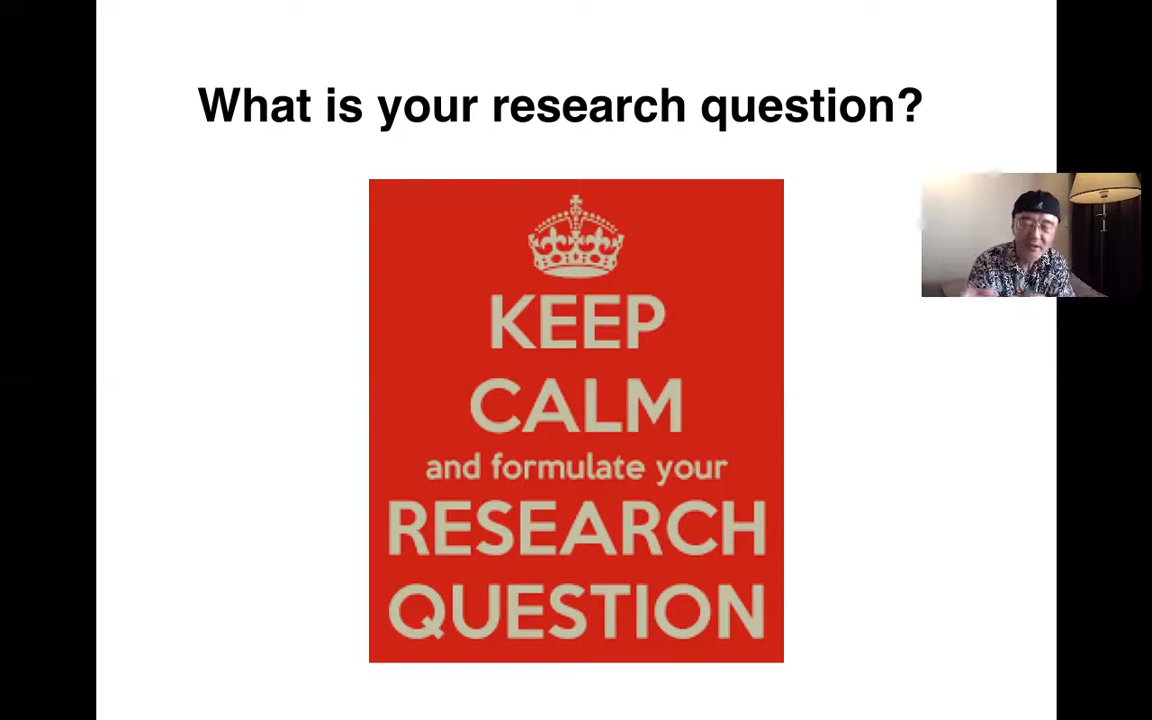 What is your research question?
KEEP
CALM
and formulate your
RESEARCH
QUESTION